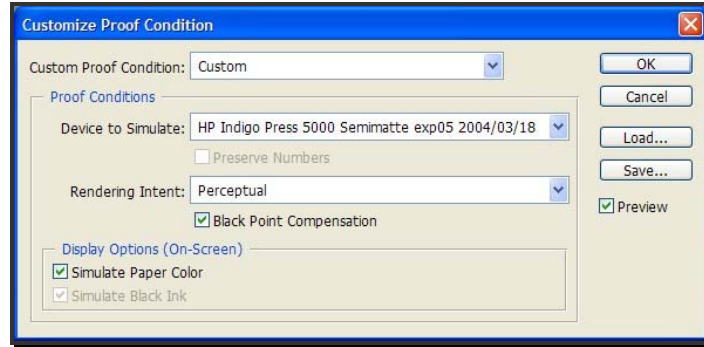 Customize Proof Condition
Custom Proof Condition: Custom
OK
Cancel
Load...
Save...
Preview
Proof Conditions
Device to Simulate: HP Indigo Press 5000 Semimatte exp05 2004/03/18
Preserve Numbers
Rendering Intent: Perceptual
Black Point Compensation
Display Options (On-Screen)
Simulate Paper Color
Simulate Black Ink